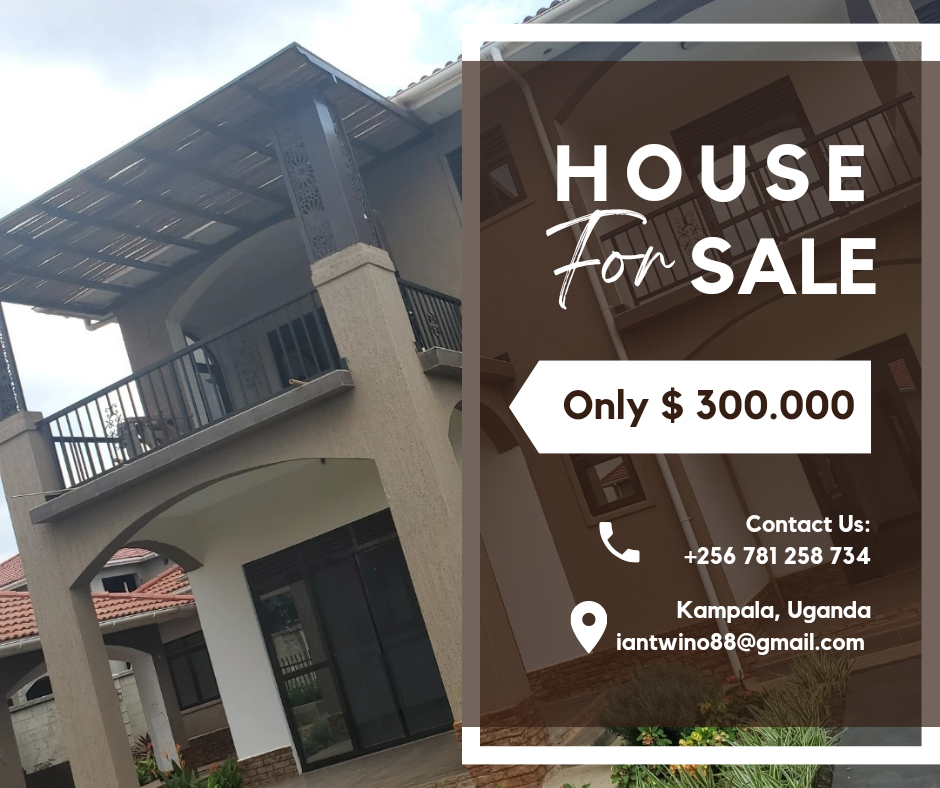 HOUSE
For SALE
Only $ 300.000
Contact Us:
+256 781 258 734
Kampala, Uganda
iantwino88@gmail.com